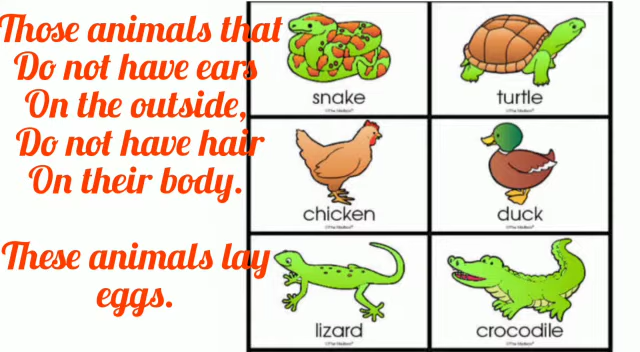 Those animals that
Do not have ears
On the outside,
Do not have hair
On their body.
These animals lay
eggs.
snake
turtle
chicken
duck
lizard
crocodile